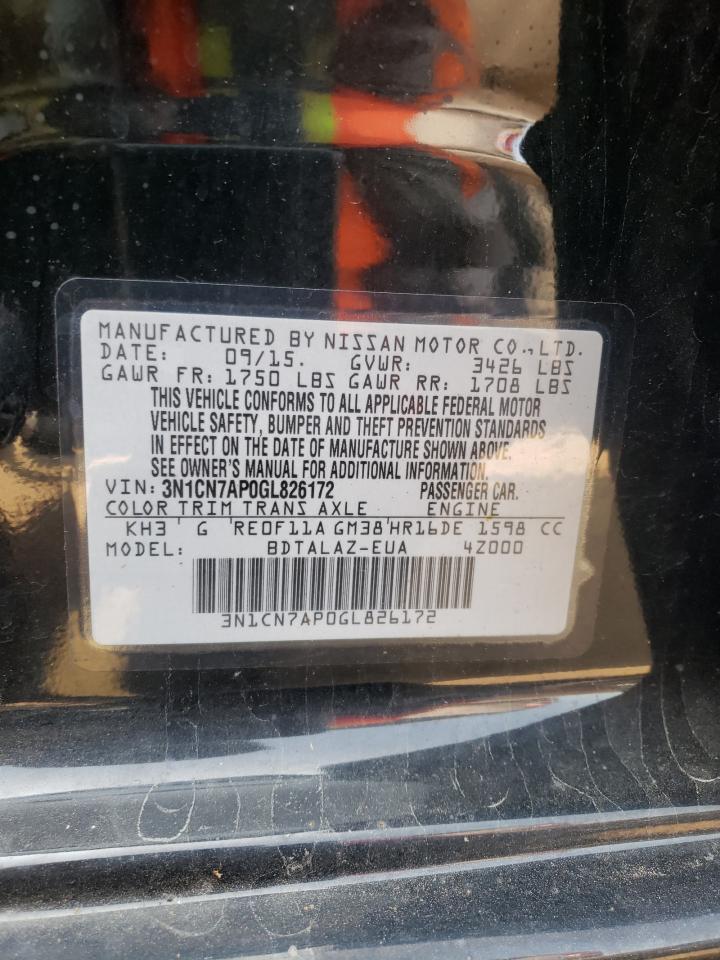 MANUFACTURED BY NISSAN MOTOR CO.,LTD.
DATE: 09/15. GVWR: 3426 LBS
GAWR FR: 1750 LBS GAWR RR: 1708 LBS
THIS VEHICLE CONFORMS TO ALL APPLICABLE FEDERAL MOTOR
VEHICLE SAFETY, BUMPER AND THEFT PREVENTION STANDARDS
IN EFFECT ON THE DATE OF MANUFACTURE SHOWN ABOVE.
SEE OWNER'S MANUAL FOR ADDITIONAL INFORMATION.
VIN: 3N1CN7AP0GL826172 PASSENGER CAR.
COLOR TRIM TRANS AXLE ENGINE
KH3 ' G ' RE0F11A GM38'HR16DE 1598 CC
MODEL: BDTALAZ-EUA 4Z000
3N1CN7AP0GL826172